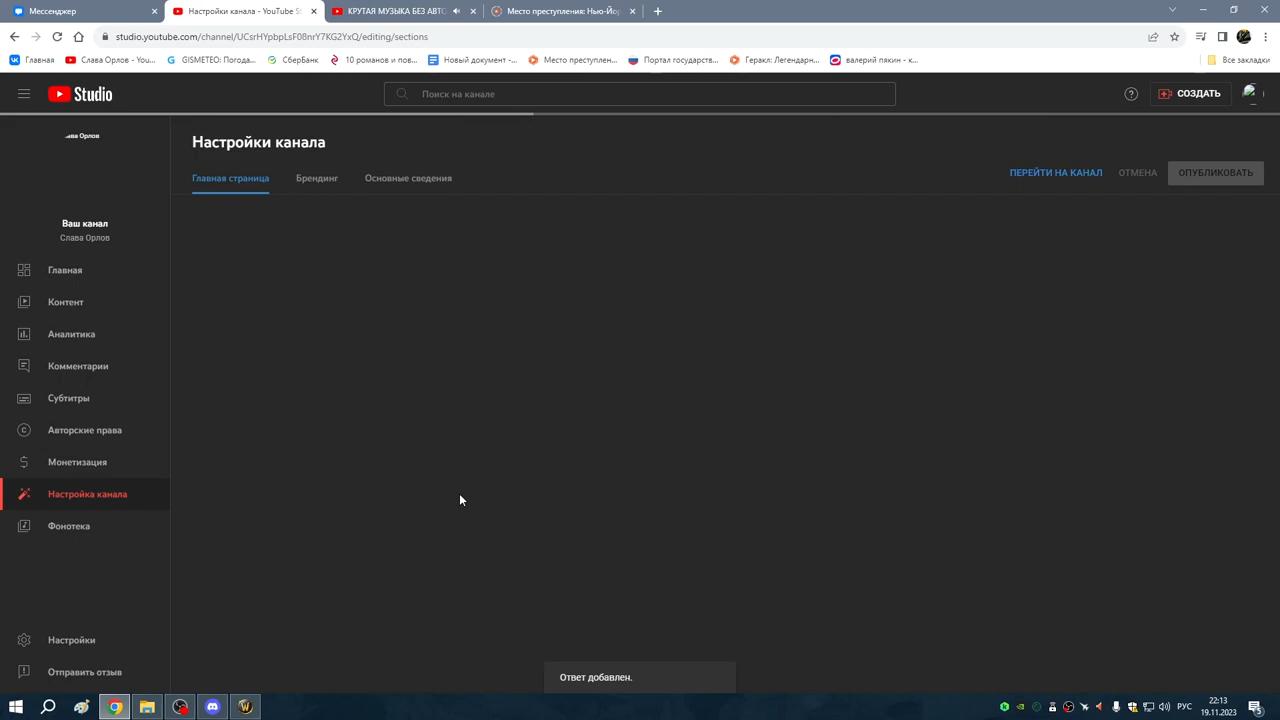 Мессенджер
Настройки канала - YouTube S
КРУТАЯ МУЗЫКА БЕЗ АВТО
Место преступления: Нью-Йор
studio.youtube.com/channel/UCsrHYpbpLsF08nrY7KG2YxQ/editing/sections
Главная
Слава Орлов - You...
GISMETEO: Погода...
СберБанк
10 романов и пов...
Новый документ -...
Место преступлен...
Портал государств...
Геракл: Легендарн...
валерий пякин - к...
Все закладки
Studio
Поиск на канале
СОЗДАТЬ
ава Орлов
Настройки канала
Главная страница
Брендинг
Основные сведения
ПЕРЕЙТИ НА КАНАЛ
ОТМЕНА
ОПУБЛИКОВАТЬ
Ваш канал
Слава Орлов
Главная
Контент
Аналитика
Комментарии
Субтитры
Авторские права
Монетизация
Настройка канала
Фонотека
Настройки
Отправить отзыв
Ответ добавлен.
РУС
22:13
19.11.2023